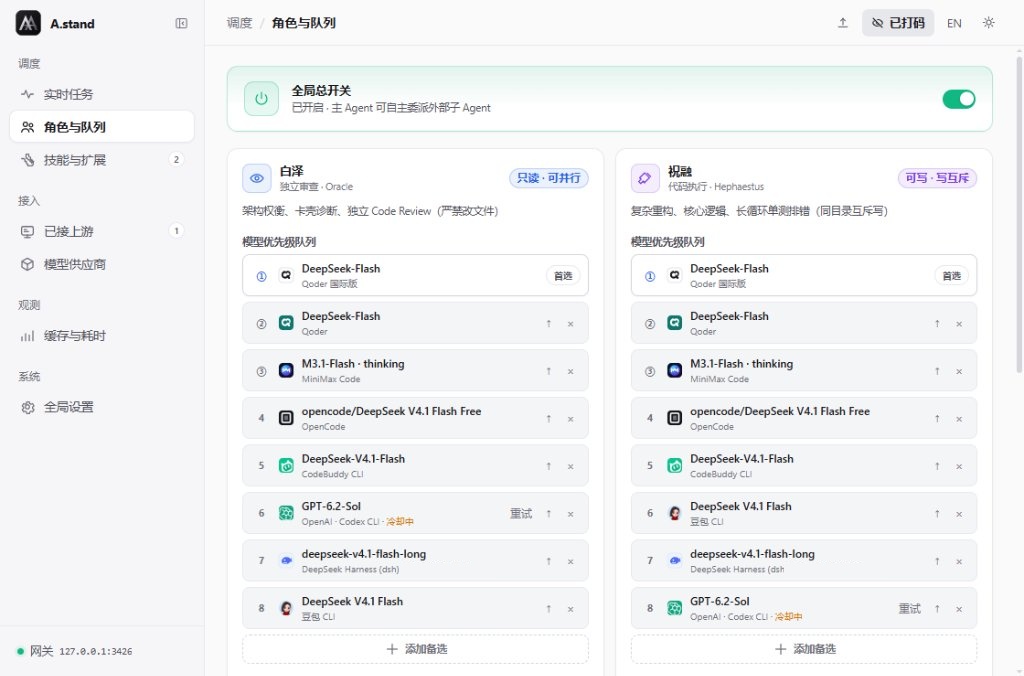 A.stand
调度
实时任务
角色与队列
技能与扩展 2
接入
已接上游 1
模型供应商
观测
缓存与耗时
系统
全局设置
网关 127.0.0.1:3426
调度 / 角色与队列
已打码 EN
全局总开关
已开启 · 主 Agent 可自主委派外部子 Agent
白泽
独立审查 · Oracle
只读 · 可并行
架构权衡、卡壳诊断、独立 Code Review（严禁改文件）
模型优先级队列
① DeepSeek-Flash
Qoder 国际版
首选
② DeepSeek-Flash ↑ ×
Qoder
③ M3.1-Flash · thinking ↑ ×
MiniMax Code
4 opencode/DeepSeek V4.1 Flash Free ↑ ×
OpenCode
5 DeepSeek-V4.1-Flash ↑ ×
CodeBuddy CLI
6 GPT-6.2-Sol 重试 ↑ ×
OpenAI · Codex CLI · 冷却中
7 deepseek-v4.1-flash-long ↑ ×
DeepSeek Harness (dsh)
8 DeepSeek V4.1 Flash ↑ ×
豆包 CLI
＋ 添加备选
祝融
代码执行 · Hephaestus
可写 · 写互斥
复杂重构、核心逻辑、长循环单测排错（同目录互斥写）
模型优先级队列
① DeepSeek-Flash
Qoder 国际版
首选
② DeepSeek-Flash ↑ ×
Qoder
③ M3.1-Flash · thinking ↑ ×
MiniMax Code
4 opencode/DeepSeek V4.1 Flash Free ↑ ×
OpenCode
5 DeepSeek-V4.1-Flash ↑ ×
CodeBuddy CLI
6 DeepSeek V4.1 Flash ↑ ×
豆包 CLI
7 deepseek-v4.1-flash-long ↑ ×
DeepSeek Harness (dsh
8 GPT-6.2-Sol 重试 ↑ ×
OpenAI · Codex CLI · 冷却中
＋ 添加备选